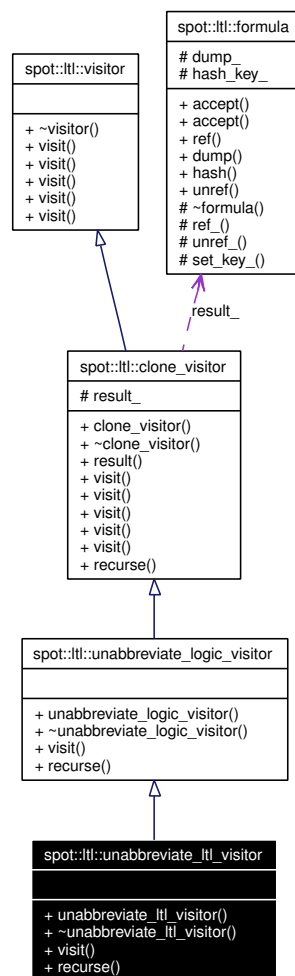 spot::ltl::formula
# dump_
# hash_key_
+ accept()
+ accept()
+ ref()
+ dump()
+ hash()
+ unref()
# ~formula()
# ref_()
# unref_()
# set_key_()
spot::ltl::visitor
+ ~visitor()
+ visit()
+ visit()
+ visit()
+ visit()
+ visit()
result_
spot::ltl::clone_visitor
# result_
+ clone_visitor()
+ ~clone_visitor()
+ result()
+ visit()
+ visit()
+ visit()
+ visit()
+ visit()
+ recurse()
spot::ltl::unabbreviate_logic_visitor
+ unabbreviate_logic_visitor()
+ ~unabbreviate_logic_visitor()
+ visit()
+ recurse()
spot::ltl::unabbreviate_ltl_visitor
+ unabbreviate_ltl_visitor()
+ ~unabbreviate_ltl_visitor()
+ visit()
+ recurse()